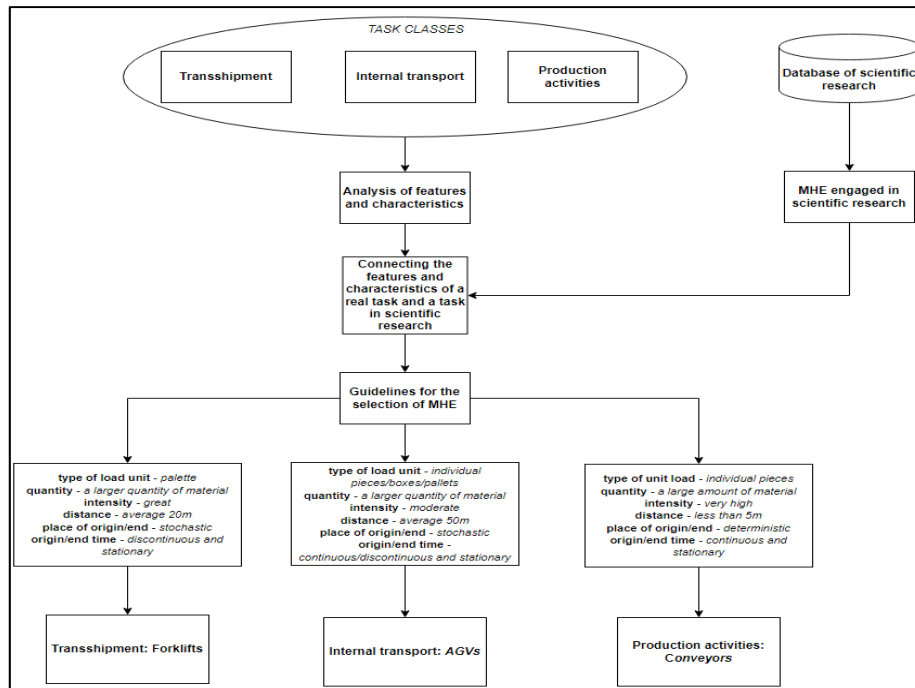 TASK CLASSES
Transshipment
Internal transport
Production
activities
Database of scientific
research
Analysis of features
and characteristics
MHE engaged in
scientific research
Connecting the
features and
characteristics of a
real task and a task
in scientific
research
Guidelines for the
selection of MHE
type of load unit - palette
quantity - a larger quantity of material
intensity - great
distance - average 20m
place of origin/end - stochastic
origin/end time - discontinuous and
stationary
type of load unit - individual
pieces/boxes/pallets
quantity - a larger quantity of material
intensity - moderate
distance - average 50m
place of origin/end - stochastic
origin/end time -
continuous/discontinuous and stationary
type of unit load - individual pieces
quantity - a large amount of material
intensity - very high
distance - less than 5m
place of origin/end - deterministic
origin/end time - continuous and
stationary
Transshipment: Forklifts
Internal transport: AGVs
Production activities:
Conveyors